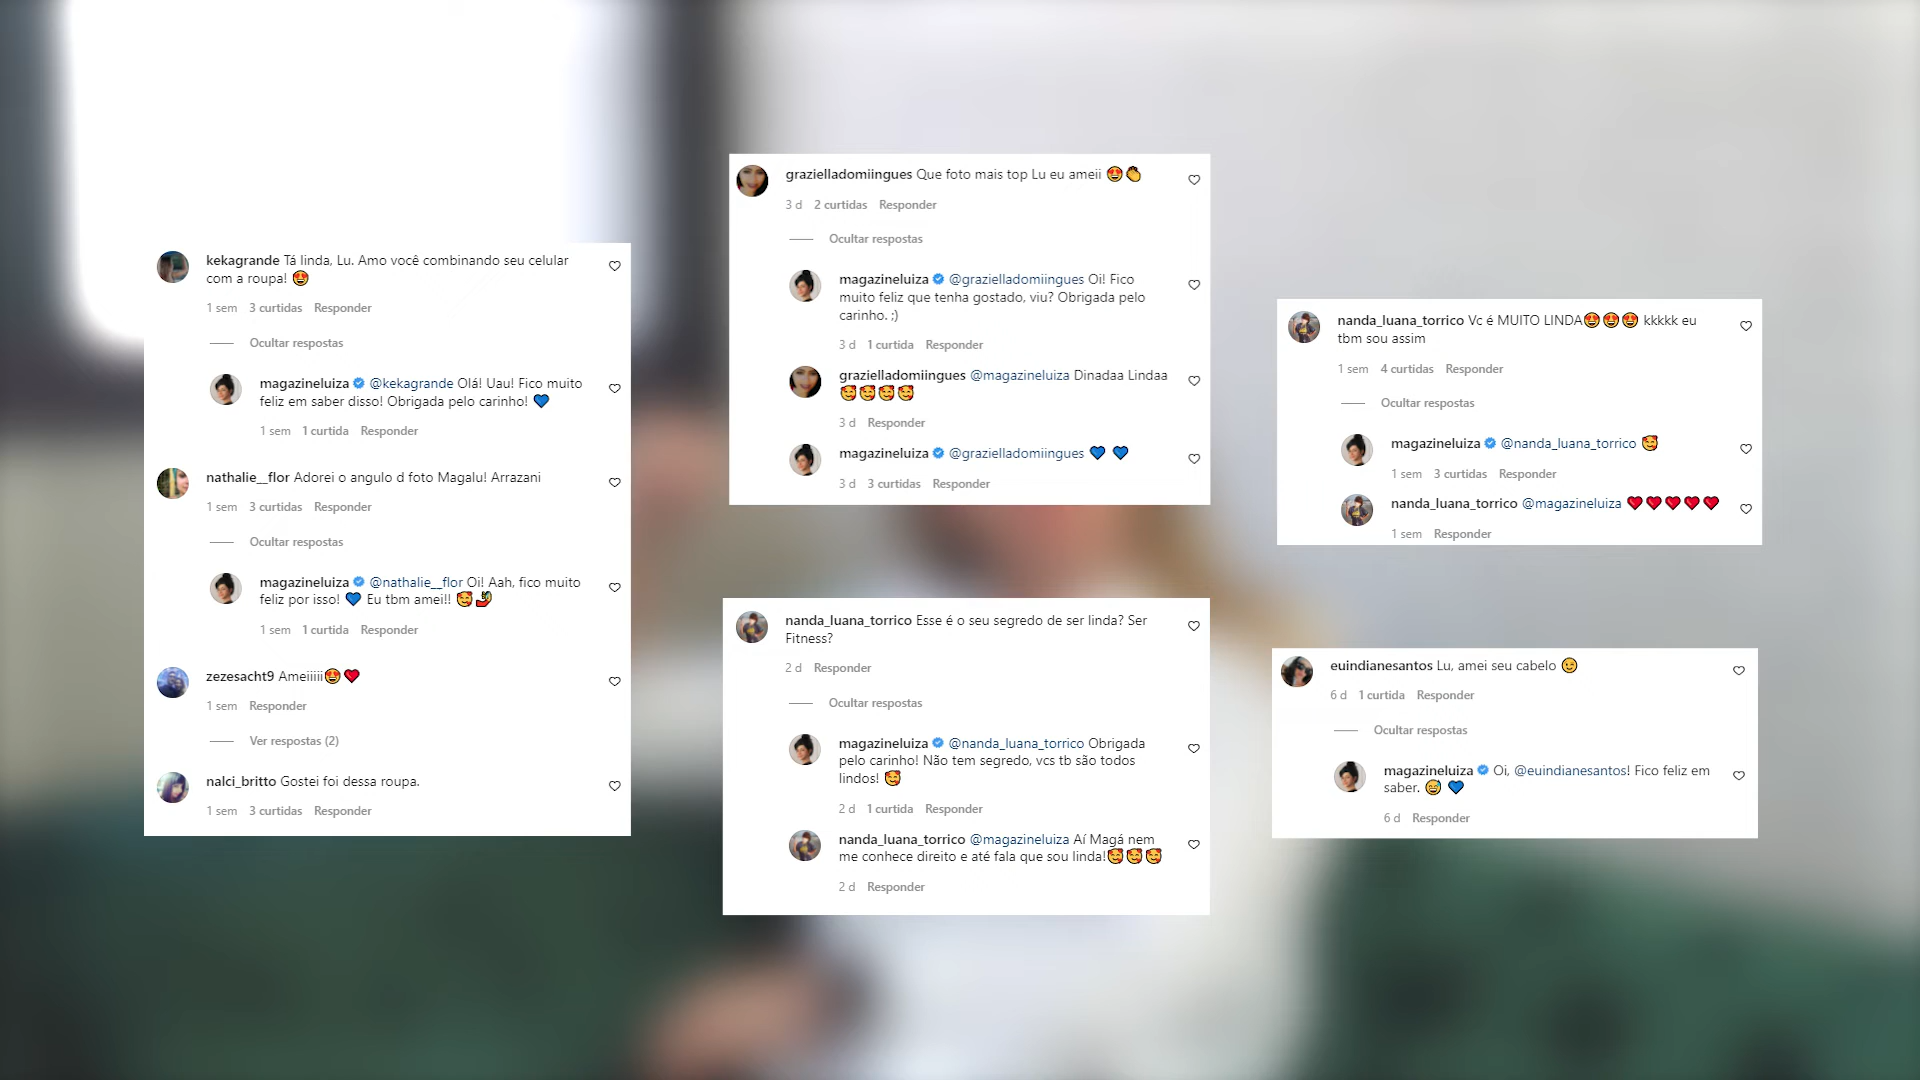 kekagrande Tá linda, Lu. Amo você combinando seu celular
com a roupa! 😍
1 sem 3 curtidas Responder
Ocultar respostas
magazineluiza @kekagrande Olá! Uau! Fico muito
feliz em saber disso! Obrigada pelo carinho! 💙
1 sem 1 curtida Responder
nathalie__flor Adorei o angulo d foto Magalu! Arrazani
1 sem 3 curtidas Responder
Ocultar respostas
magazineluiza @nathalie__flor Oi! Aah, fico muito
feliz por isso! 💙 Eu tbm amei!! 🥰🤳
1 sem 1 curtida Responder
zezesacht9 Ameiiiii😍❤
1 sem Responder
Ver respostas (2)
nalci_britto Gostei foi dessa roupa.
1 sem 3 curtidas Responder
grazielladomiingues Que foto mais top Lu eu ameii 😍👏
3 d 2 curtidas Responder
Ocultar respostas
magazineluiza @grazielladomiingues Oi! Fico
muito feliz que tenha gostado, viu? Obrigada pelo
carinho. ;)
3 d 1 curtida Responder
grazielladomiingues @magazineluiza Dinadaa Lindaa
🥰🥰🥰🥰
3 d Responder
magazineluiza @grazielladomiingues 💙 💙
3 d 3 curtidas Responder
nanda_luana_torrico Esse é o seu segredo de ser linda? Ser
Fitness?
2 d Responder
Ocultar respostas
magazineluiza @nanda_luana_torrico Obrigada
pelo carinho! Não tem segredo, vcs tb são todos
lindos! 🥰
2 d 1 curtida Responder
nanda_luana_torrico @magazineluiza Aí Magá nem
me conhece direito e até fala que sou linda!🥰🥰🥰
2 d Responder
nanda_luana_torrico Vc é MUITO LINDA😍😍😍 kkkkk eu
tbm sou assim
1 sem 4 curtidas Responder
Ocultar respostas
magazineluiza @nanda_luana_torrico 🥰
1 sem 3 curtidas Responder
nanda_luana_torrico @magazineluiza ❤❤❤❤❤
1 sem Responder
euindianesantos Lu, amei seu cabelo 😉
6 d 1 curtida Responder
Ocultar respostas
magazineluiza Oi, @euindianesantos! Fico feliz em
saber. 😅 💙
6 d Responder